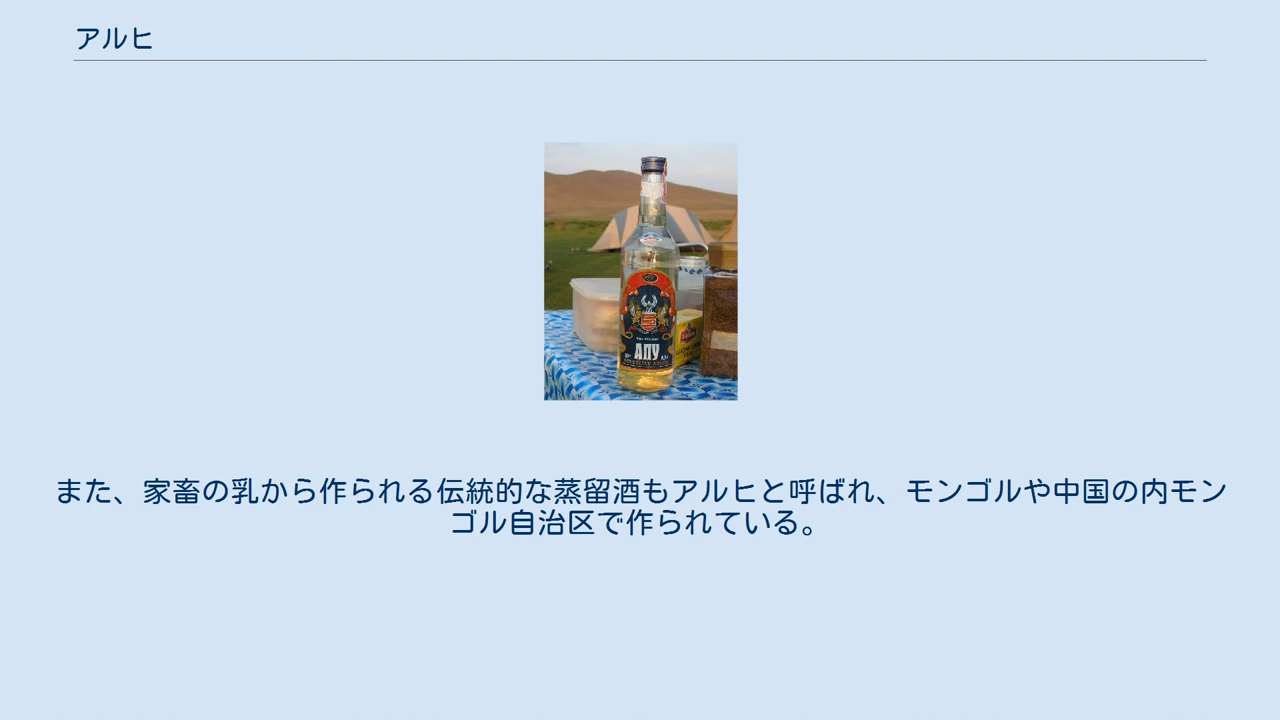 アルヒ
АПУ
また、家畜の乳から作られる伝統的な蒸留酒もアルヒと呼ばれ、モンゴルや中国の内モン
ゴル自治区で作られている。